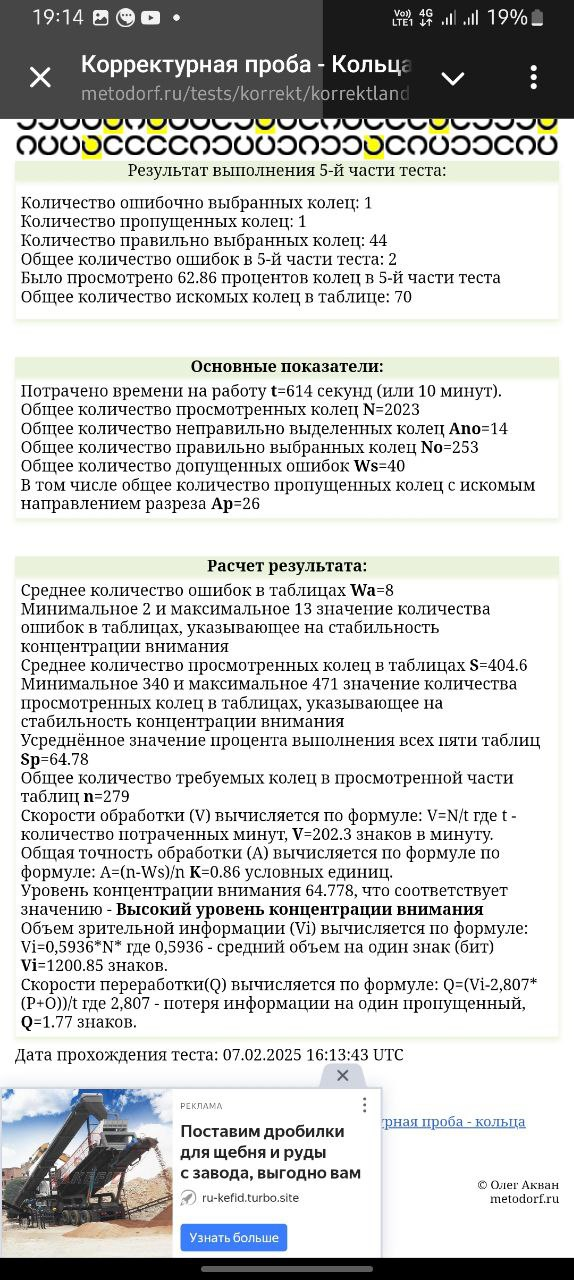 19:14
Vo)) LTE1 4G 19%
Корректурная проба - Кольца
metodorf.ru/tests/korrekt/korrektland
Результат выполнения 5-й части теста:
Количество ошибочно выбранных колец: 1
Количество пропущенных колец: 1
Количество правильно выбранных колец: 44
Общее количество ошибок в 5-й части теста: 2
Было просмотрено 62.86 процентов колец в 5-й части теста
Общее количество искомых колец в таблице: 70
Основные показатели:
Потрачено времени на работу t=614 секунд (или 10 минут).
Общее количество просмотренных колец N=2023
Общее количество неправильно выделенных колец Ano=14
Общее количество правильно выбранных колец No=253
Общее количество допущенных ошибок Ws=40
В том числе общее количество пропущенных колец с искомым
направлением разреза Ap=26
Расчет результата:
Среднее количество ошибок в таблицах Wa=8
Минимальное 2 и максимальное 13 значение количества
ошибок в таблицах, указывающее на стабильность
концентрации внимания
Среднее количество просмотренных колец в таблицах S=404.6
Минимальное 340 и максимальное 471 значение количества
просмотренных колец в таблицах, указывающее на
стабильность концентрации внимания
Усреднённое значение процента выполнения всех пяти таблиц
Sp=64.78
Общее количество требуемых колец в просмотренной части
таблиц n=279
Скорости обработки (V) вычисляется по формуле: V=N/t где t -
количество потраченных минут, V=202.3 знаков в минуту.
Общая точность обработки (A) вычисляется по формуле по
формуле: A=(n-Ws)/n K=0.86 условных единиц.
Уровень концентрации внимания 64.778, что соответствует
значению - Высокий уровень концентрации внимания
Объем зрительной информации (Vi) вычисляется по формуле:
Vi=0,5936*N* где 0,5936 - средний объем на один знак (бит)
Vi=1200.85 знаков.
Скорости переработки(Q) вычисляется по формуле: Q=(Vi-2,807*
(P+O))/t где 2,807 - потеря информации на один пропущенный,
Q=1.77 знаков.
Дата прохождения теста: 07.02.2025 16:13:43 UTC
РЕКЛАМА
Поставим дробилки
для щебня и руды
с завода, выгодно вам
ru-kefid.turbo.site
Узнать больше
рная проба - кольца
© Олег Акван
metodorf.ru